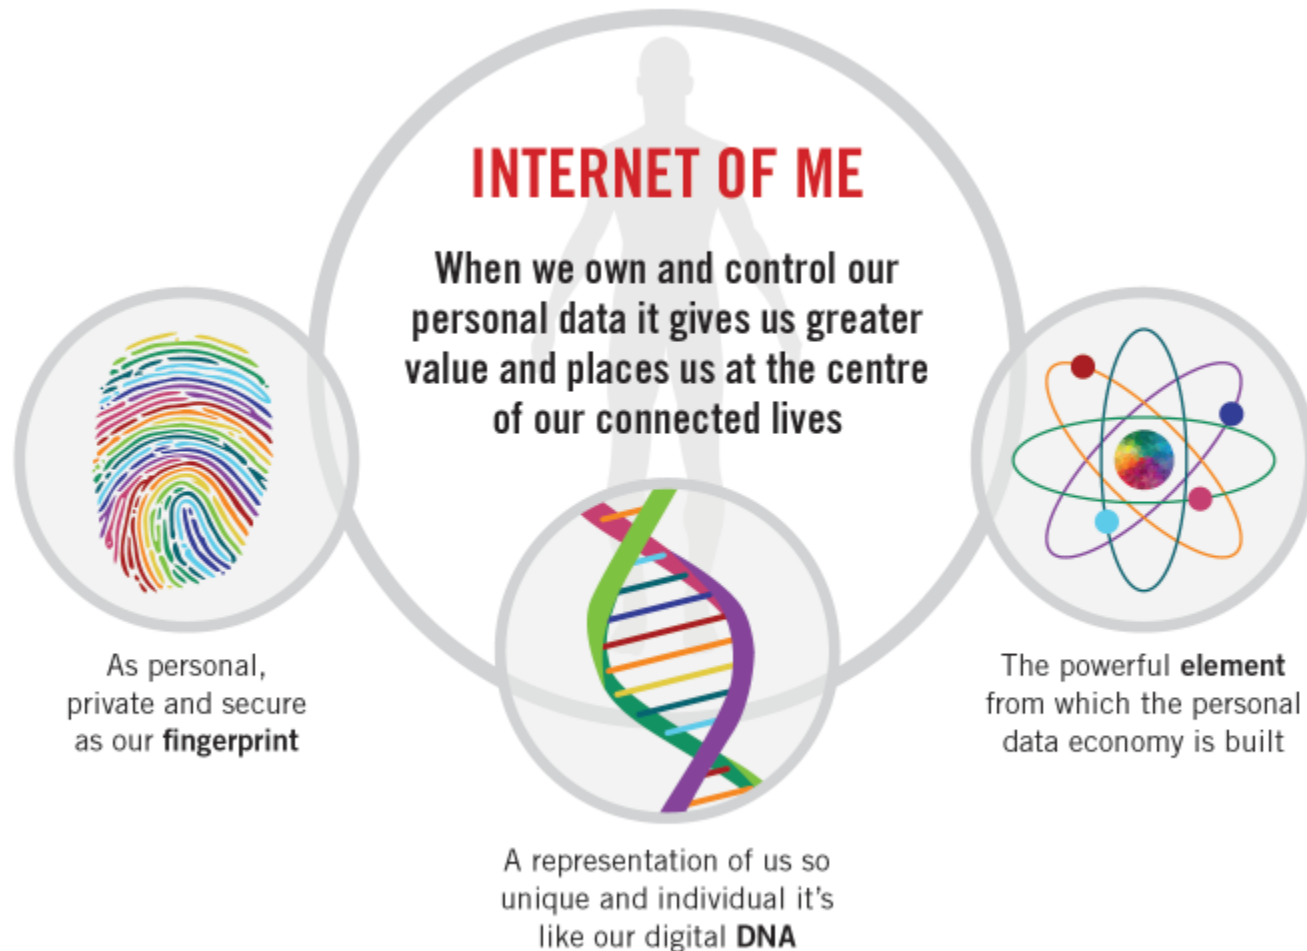 INTERNET OF ME
When we own and control our
personal data it gives us greater
value and places us at the centre
of our connected lives
As personal,
private and secure
as our fingerprint
A representation of us so
unique and individual it's
like our digital DNA
The powerful element
from which the personal
data economy is built